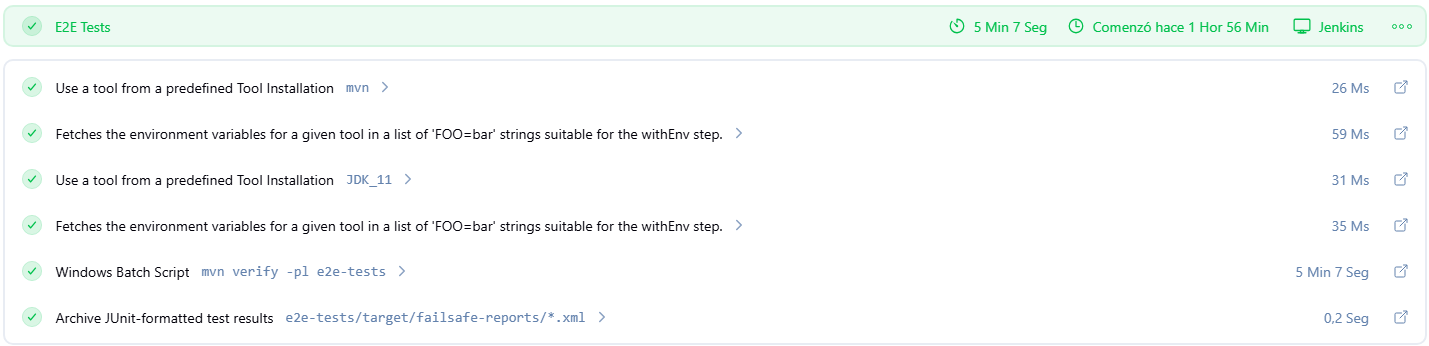 E2E Tests 5 Min 7 Seg Comenzó hace 1 Hor 56 Min Jenkins
Use a tool from a predefined Tool Installation mvn 26 Ms
Fetches the environment variables for a given tool in a list of 'FOO=bar' strings suitable for the withEnv step. 59 Ms
Use a tool from a predefined Tool Installation JDK_11 31 Ms
Fetches the environment variables for a given tool in a list of 'FOO=bar' strings suitable for the withEnv step. 35 Ms
Windows Batch Script mvn verify -pl e2e-tests 5 Min 7 Seg
Archive JUnit-formatted test results e2e-tests/target/failsafe-reports/*.xml 0,2 Seg